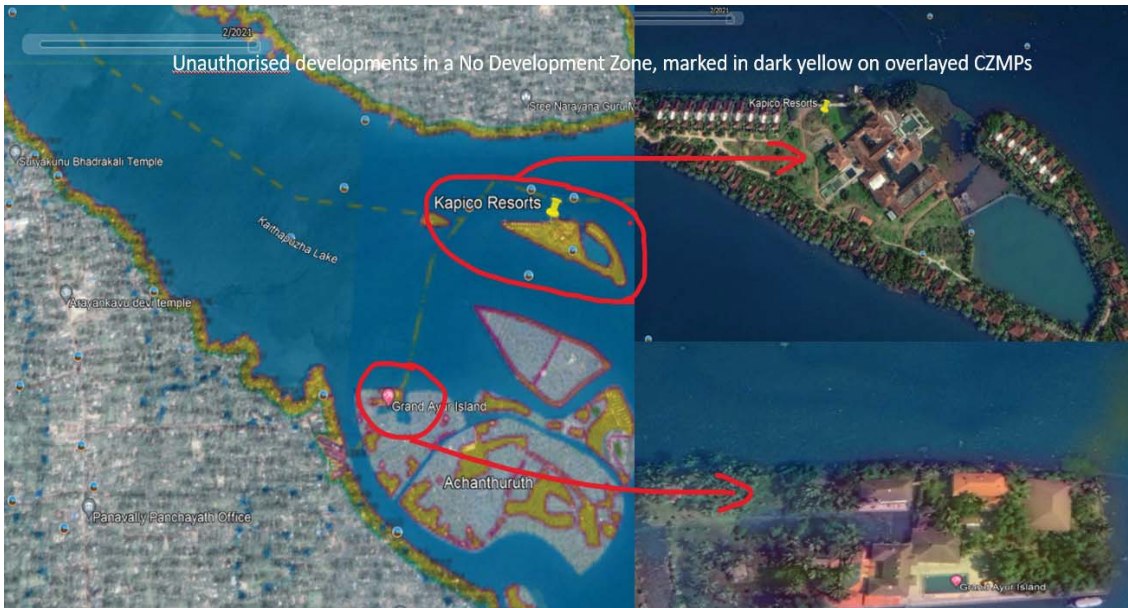 2/2021
2/2021
Unauthorised developments in a No Development Zone, marked in dark yellow on overlayed CZMPs
Sree Narayana Guru M
Kapico Resorts
Suryakunu Bhadrakali Temple
Kapico Resorts
Kaithapuzha Lake
Arayankavu devi temple
Grand Ayur Island
Achanthuruth
Panavally Panchayath Office
Grand Ayur Island